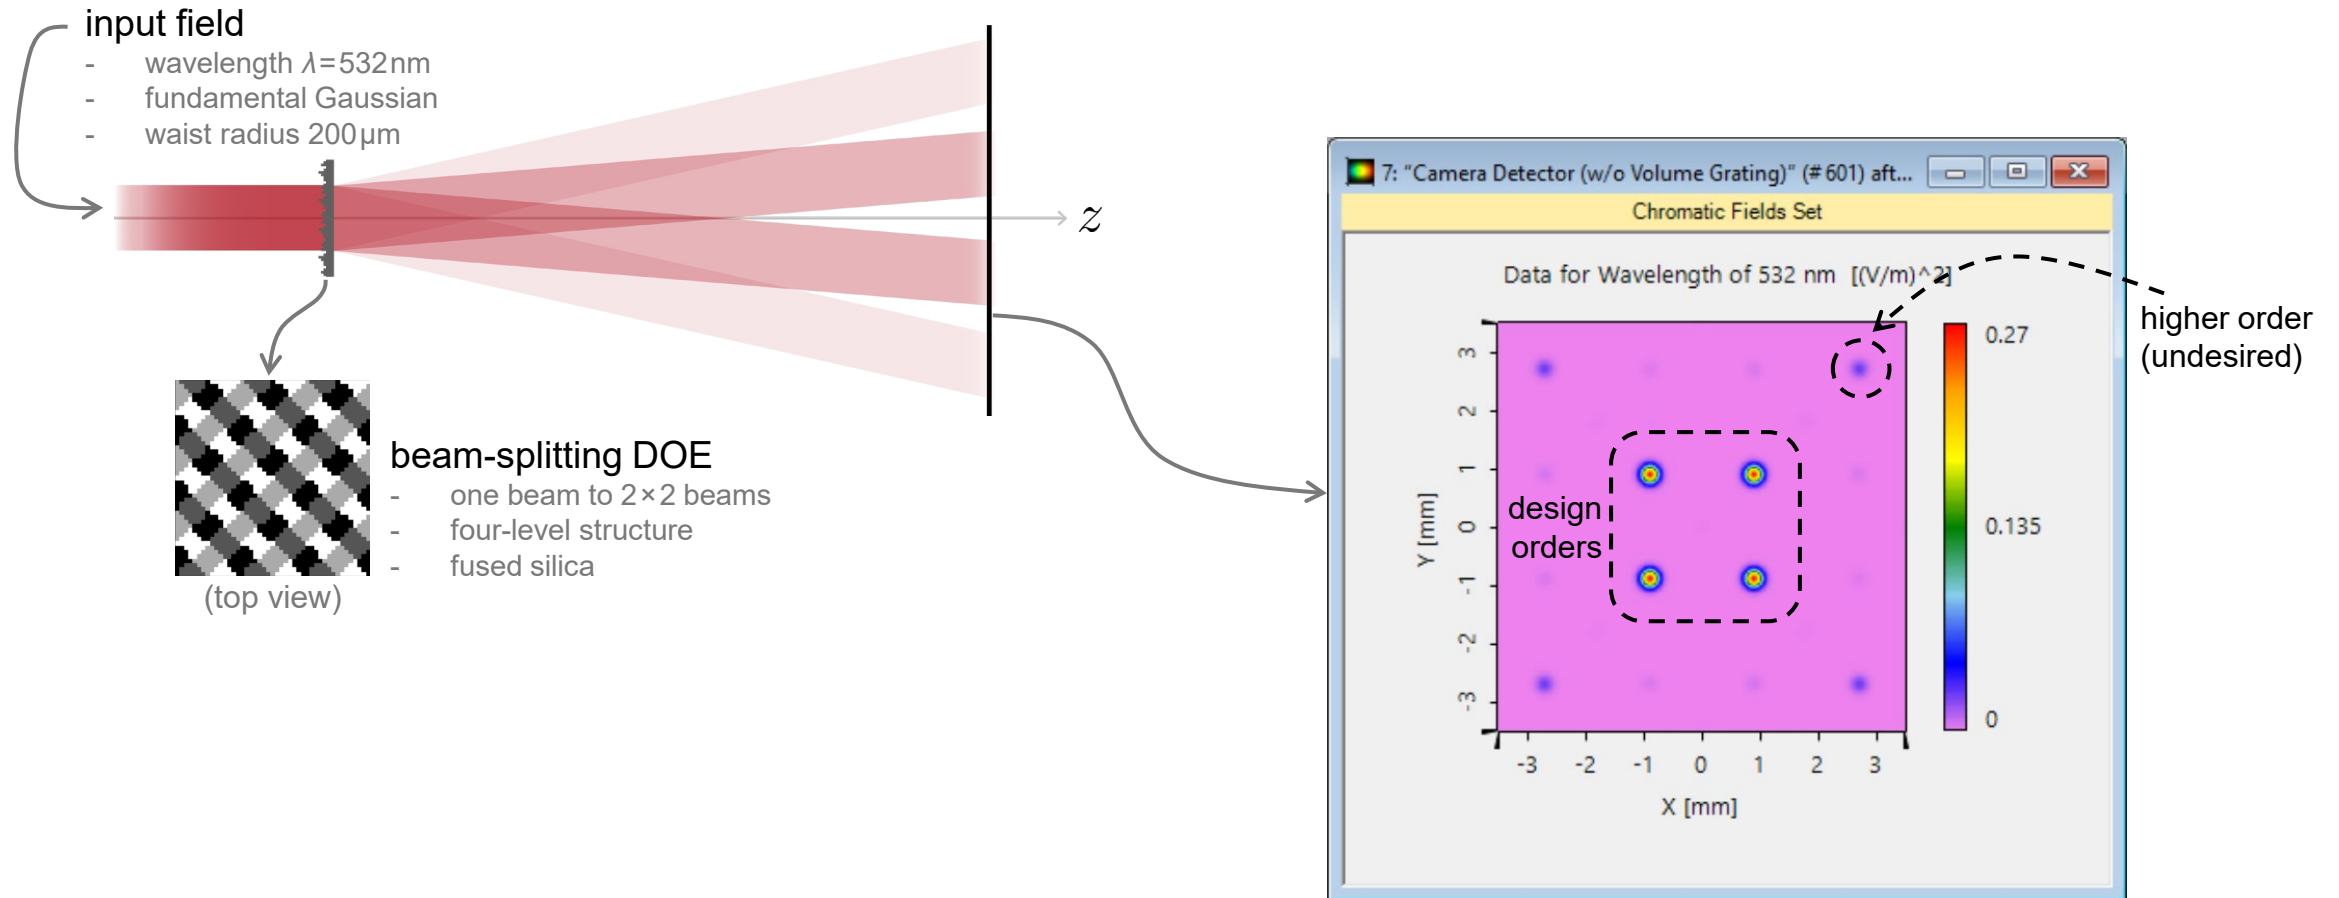 input field
- wavelength λ=532nm
- fundamental Gaussian
- waist radius 200µm
z
beam-splitting DOE
- one beam to 2×2 beams
- four-level structure
- fused silica
(top view)
7: "Camera Detector (w/o Volume Grating)" (# 601) aft...
Chromatic Fields Set
Data for Wavelength of 532 nm [(V/m)^2]
higher order
(undesired)
design
orders
Y [mm]
3
2
1
0
-1
-2
-3
-3 -2 -1 0 1 2 3
X [mm]
0.27
0.135
0